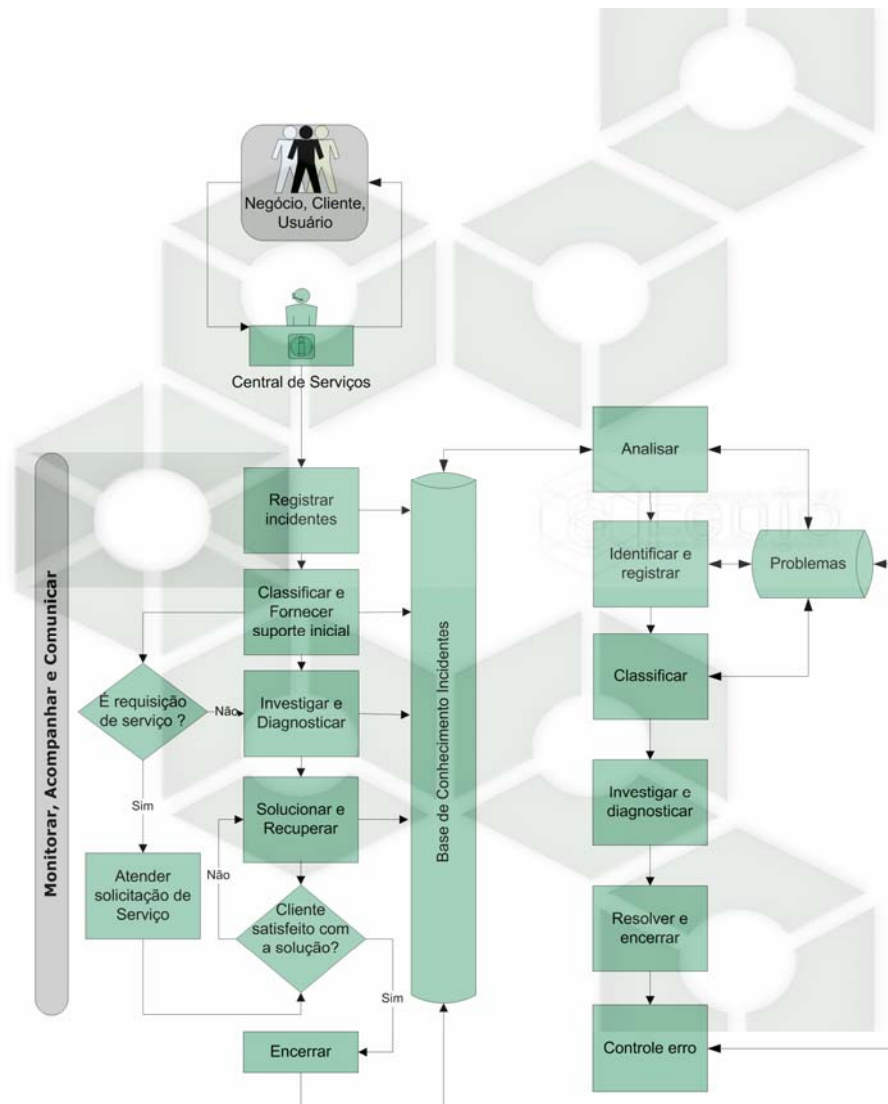 Negócio, Cliente,
Usuário
Central de Serviços
Monitorar, Acompanhar e Comunicar
Registrar
incidentes
Classificar e
Fornecer
suporte inicial
É requisição
de serviço ?
Não
Investigar e
Diagnosticar
Sim
Solucionar e
Recuperar
Não
Atender
solicitação de
Serviço
Cliente
satisfeito com
a solução?
Sim
Encerrar
Base de Conhecimento Incidentes
Analisar
Identificar e
registrar
Problemas
Classificar
Investigar e
diagnosticar
Resolver e
encerrar
Controle erro